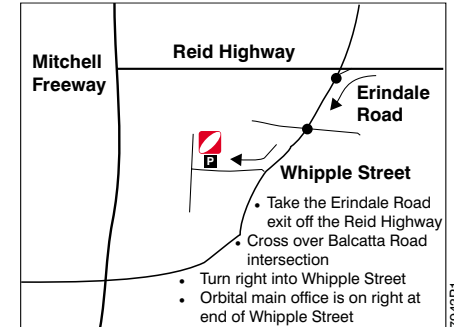 Reid Highway
Mitchell
Freeway
Erindale
Road
P
Whipple Street
• Take the Erindale Road
exit off the Reid Highway
• Cross over Balcatta Road
intersection
• Turn right into Whipple Street
• Orbital main office is on right at
end of Whipple Street